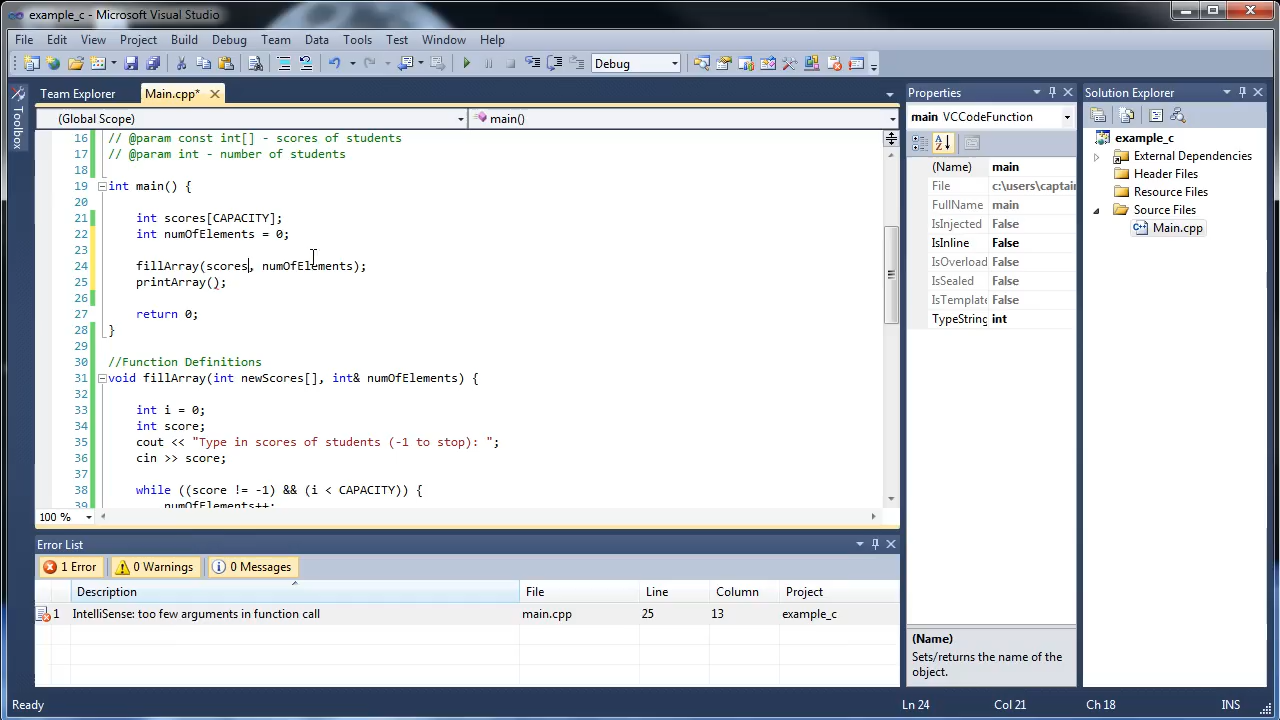 example_c - Microsoft Visual Studio
File Edit View Project Build Debug Team Data Tools Test Window Help
Debug
Team Explorer Main.cpp*
(Global Scope) main()
Toolbox
16 // @param const int[] - scores of students
17 // @param int - number of students
18
19 int main() {
20
21 int scores[CAPACITY];
22 int numOfElements = 0;
23
24 fillArray(scores, numOfElements);
25 printArray();
26
27 return 0;
28 }
29
30 //Function Definitions
31 void fillArray(int newScores[], int& numOfElements) {
32
33 int i = 0;
34 int score;
35 cout << "Type in scores of students (-1 to stop): ";
36 cin >> score;
37
38 while ((score != -1) && (i < CAPACITY)) {
39 numOfElements++;
100 %
Error List
1 Error 0 Warnings 0 Messages
Description File Line Column Project
1 IntelliSense: too few arguments in function call main.cpp 25 13 example_c
Properties
main VCCodeFunction
(Name) main
File c:\users\captain
FullName main
IsInjected False
IsInline False
IsOverload False
IsSealed False
IsTemplate False
TypeString int
(Name)
Sets/returns the name of the
object.
Solution Explorer
example_c
External Dependencies
Header Files
Resource Files
Source Files
Main.cpp
Ready Ln 24 Col 21 Ch 18 INS